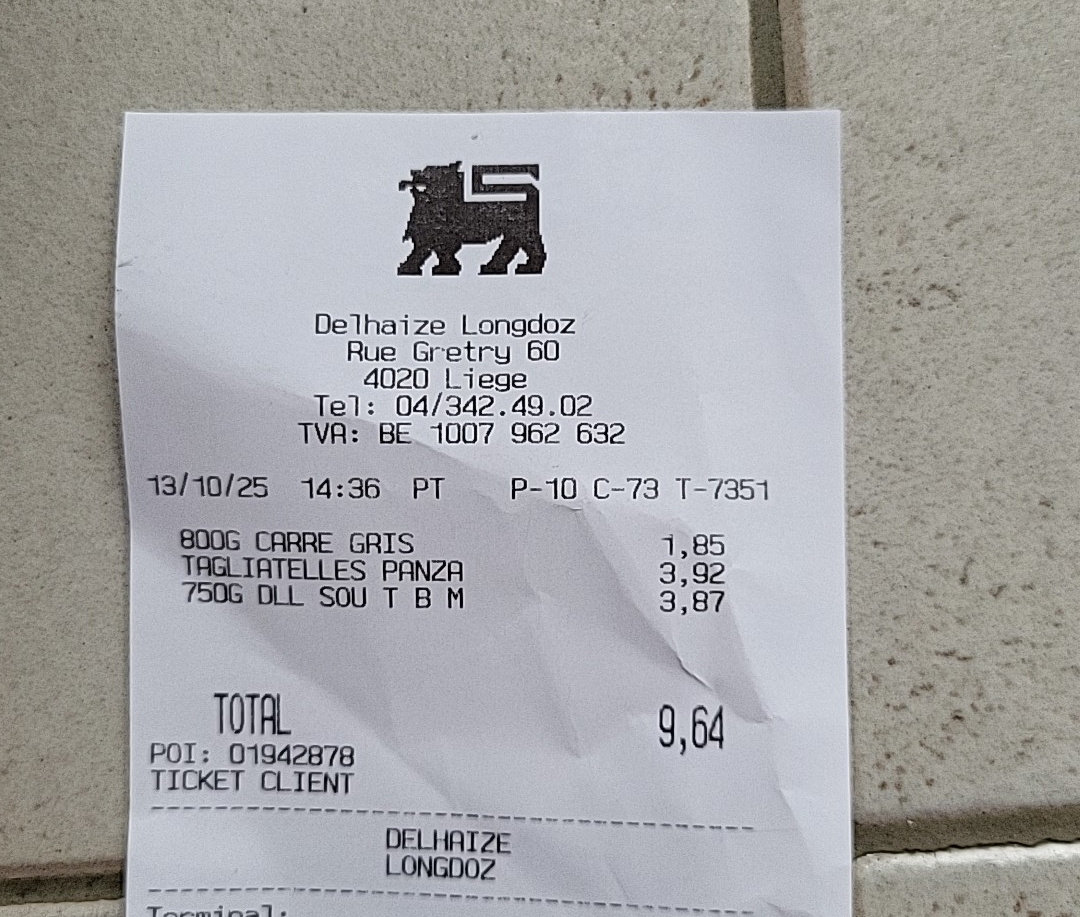 Delhaize Longdoz
Rue Gretry 60
4020 Liege
Tel: 04/342.49.02
TVA: BE 1007 962 632
13/10/25 14:36 PT P-10 C-73 T-7351
800G CARRE GRIS 1,85
TAGLIATELLES PANZA 3,92
750G DLL SOU T B M 3,87
TOTAL 9,64
POI: 01942878
TICKET CLIENT
DELHAIZE
LONGDOZ
Terminal: